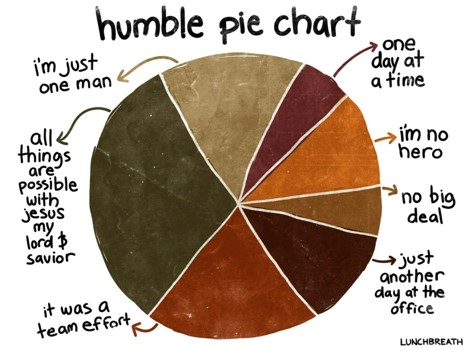 humble pie chart
i'm just
one man
one
day at
a time
all
things
are
possible
with
jesus
my
lord $
savior
i'm no
hero
no big
deal
just
another
day at the
office
it was a
team effort
LUNCHBREATH